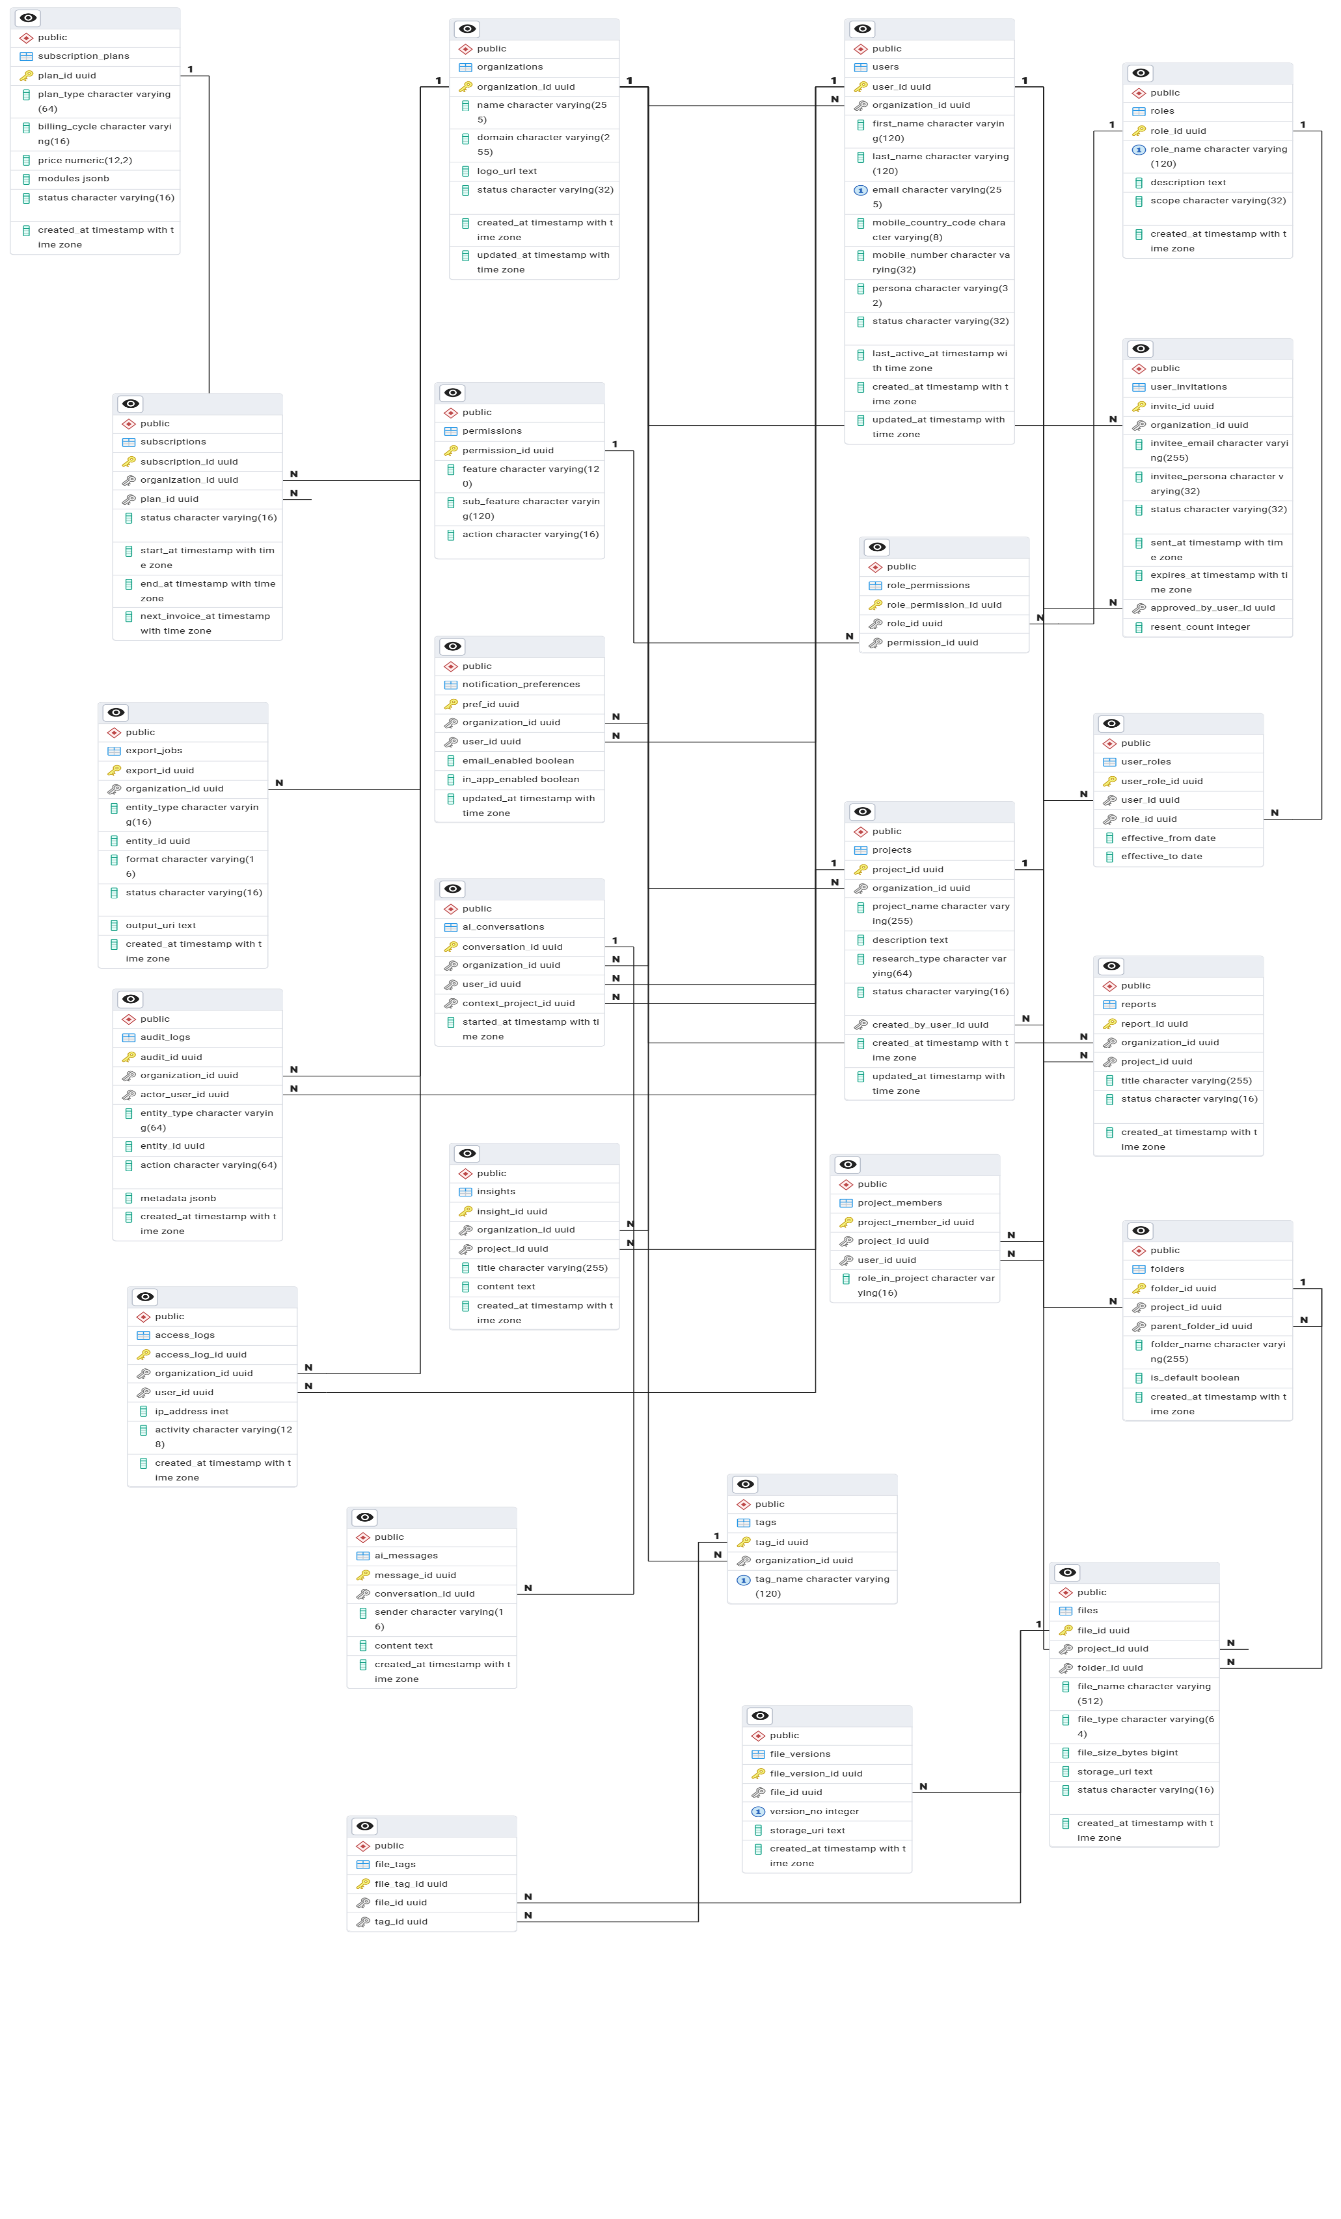 public
subscription_plans
plan_id uuid
plan_type character varying
(64)
billing_cycle character varyi
ng(16)
price numeric(12,2)
modules jsonb
status character varying(16)
created_at timestamp with t
ime zone
1
public
organizations
organization_id uuid
name character varying(25
5)
domain character varying(2
55)
logo_url text
status character varying(32)
created_at timestamp with t
ime zone
updated_at timestamp with
time zone
1
1
public
users
user_id uuid
organization_id uuid
first_name character varyin
g(120)
last_name character varying
(120)
email character varying(25
5)
mobile_country_code chara
cter varying(8)
mobile_number character va
rying(32)
persona character varying(3
2)
status character varying(32)
last_active_at timestamp wi
th time zone
created_at timestamp with t
ime zone
updated_at timestamp with
time zone
1
N
1
public
roles
role_id uuid
role_name character varying
(120)
description text
scope character varying(32)
created_at timestamp with t
ime zone
1
1
public
user_invitations
invite_id uuid
organization_id uuid
invitee_email character varyi
ng(255)
invitee_persona character v
arying(32)
status character varying(32)
sent_at timestamp with tim
e zone
expires_at timestamp with ti
me zone
approved_by_user_id uuid
resent_count integer
N
N
public
subscriptions
subscription_id uuid
organization_id uuid
plan_id uuid
status character varying(16)
start_at timestamp with tim
e zone
end_at timestamp with time
zone
next_invoice_at timestamp
with time zone
N
N
public
permissions
permission_id uuid
feature character varying(12
0)
sub_feature character varyin
g(120)
action character varying(16)
1
public
role_permissions
role_permission_id uuid
role_id uuid
permission_id uuid
N
N
public
notification_preferences
pref_id uuid
organization_id uuid
user_id uuid
email_enabled boolean
in_app_enabled boolean
updated_at timestamp with
time zone
N
N
public
export_jobs
export_id uuid
organization_id uuid
entity_type character varyin
g(16)
entity_id uuid
format character varying(1
6)
status character varying(16)
output_uri text
created_at timestamp with t
ime zone
N
public
user_roles
user_role_id uuid
user_id uuid
role_id uuid
effective_from date
effective_to date
N
N
public
projects
project_id uuid
organization_id uuid
project_name character vary
ing(255)
description text
research_type character var
ying(64)
status character varying(16)
created_by_user_id uuid
created_at timestamp with t
ime zone
updated_at timestamp with
time zone
1
N
1
N
public
ai_conversations
conversation_id uuid
organization_id uuid
user_id uuid
context_project_id uuid
started_at timestamp with ti
me zone
1
N
N
N
public
reports
report_id uuid
organization_id uuid
project_id uuid
title character varying(255)
status character varying(16)
created_at timestamp with t
ime zone
N
N
public
audit_logs
audit_id uuid
organization_id uuid
actor_user_id uuid
entity_type character varyin
g(64)
entity_id uuid
action character varying(64)
metadata jsonb
created_at timestamp with t
ime zone
N
N
public
insights
insight_id uuid
organization_id uuid
project_id uuid
title character varying(255)
content text
created_at timestamp with t
ime zone
N
N
public
project_members
project_member_id uuid
project_id uuid
user_id uuid
role_in_project character var
ying(16)
N
N
public
folders
folder_id uuid
project_id uuid
parent_folder_id uuid
folder_name character varyi
ng(255)
is_default boolean
created_at timestamp with t
ime zone
N
1
N
public
access_logs
access_log_id uuid
organization_id uuid
user_id uuid
ip_address inet
activity character varying(12
8)
created_at timestamp with t
ime zone
N
N
public
tags
tag_id uuid
organization_id uuid
tag_name character varying
(120)
1
N
public
ai_messages
message_id uuid
conversation_id uuid
sender character varying(1
6)
content text
created_at timestamp with t
ime zone
N
public
files
file_id uuid
project_id uuid
folder_id uuid
file_name character varying
(512)
file_type character varying(6
4)
file_size_bytes bigint
storage_uri text
status character varying(16)
created_at timestamp with t
ime zone
1
N
N
public
file_versions
file_version_id uuid
file_id uuid
version_no integer
storage_uri text
created_at timestamp with t
ime zone
N
public
file_tags
file_tag_id uuid
file_id uuid
tag_id uuid
N
N